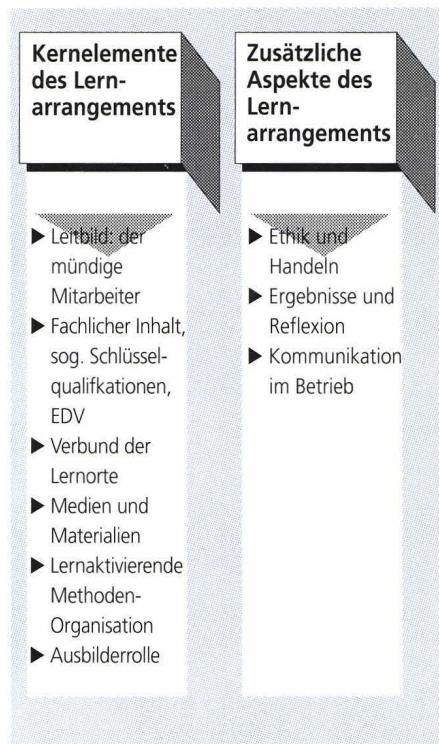 Kernelemente
des Lern-
arrangements
▶ Leitbild: der
mündige
Mitarbeiter
▶ Fachlicher Inhalt,
sog. Schlüssel-
qualifkationen,
EDV
▶ Verbund der
Lernorte
▶ Medien und
Materialien
▶ Lernaktivierende
Methoden-
Organisation
▶ Ausbilderrolle
Zusätzliche
Aspekte des
Lern-
arrangements
▶ Ethik und
Handeln
▶ Ergebnisse und
Reflexion
▶ Kommunikation
im Betrieb